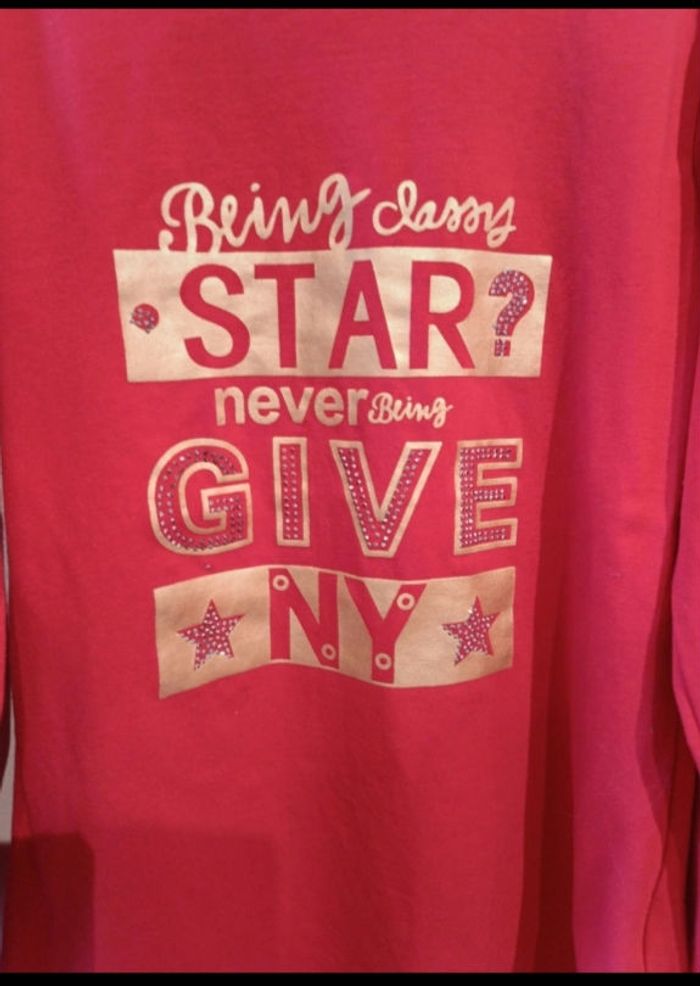 Being classy
STAR?
never Being
GIVE
NY